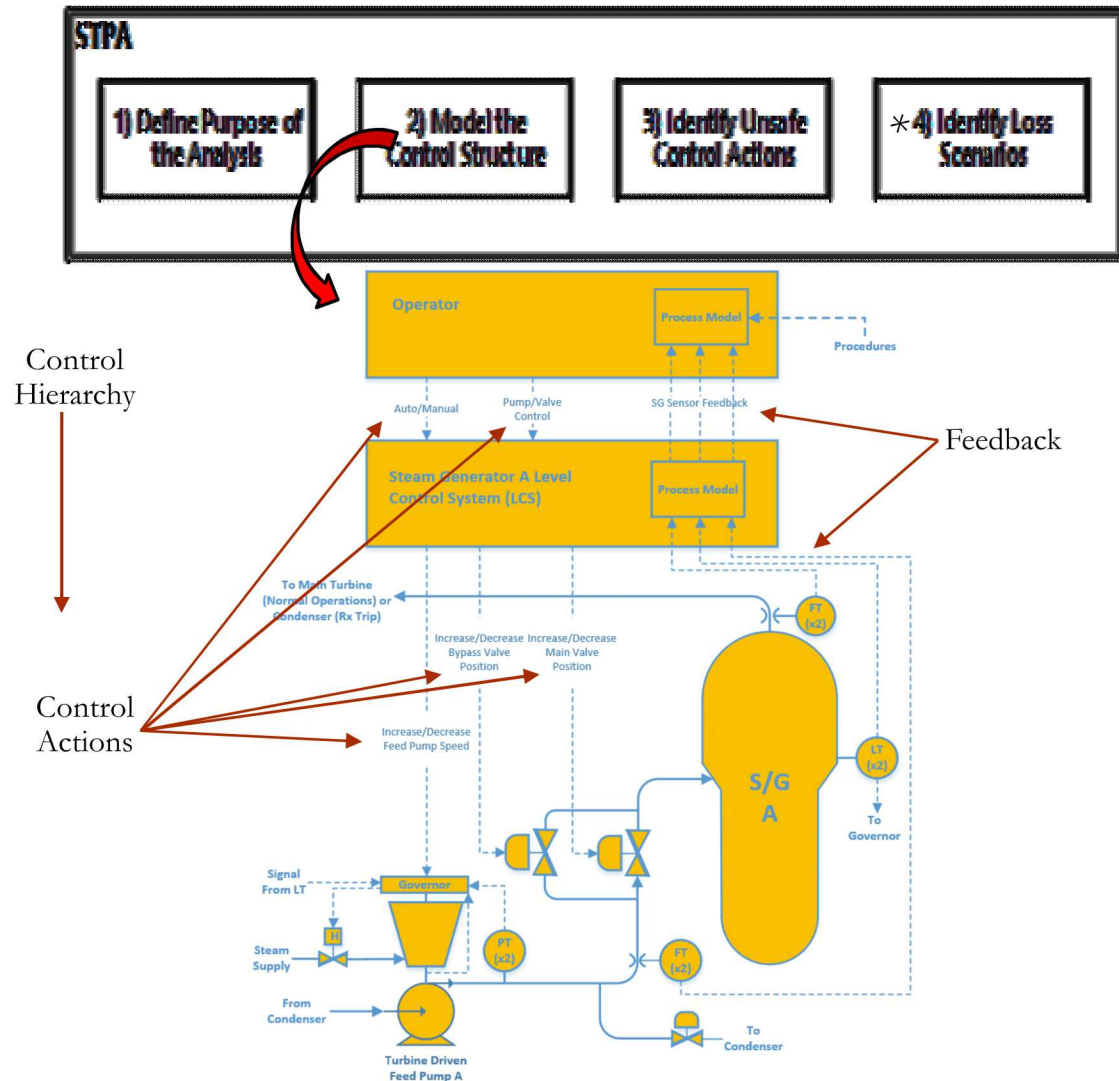 STPA
1) Define Purpose of
the Analysis
2) Model the
Control Structure
3) Identify Unsafe
Control Actions
*4) Identify Loss
Scenarios
Operator
Process Model
Procedures
Control
Hierarchy
Auto/Manual
Pump/Valve
Control
SG Sensor Feedback
Feedback
Steam Generator A Level
Control System (LCS)
Process Model
To Main Turbine
(Normal Operations) or
Condenser (Rx Trip)
FT
(x2)
Increase/Decrease
Bypass Valve
Position
Increase/Decrease
Main Valve
Position
Control
Actions
Increase/Decrease
Feed Pump Speed
S/G
A
LT
(x2)
To
Governor
Signal
From LT
Governor
H
Steam
Supply
PT
(x2)
FT
(x2)
From
Condenser
To
Condenser
Turbine Driven
Feed Pump A